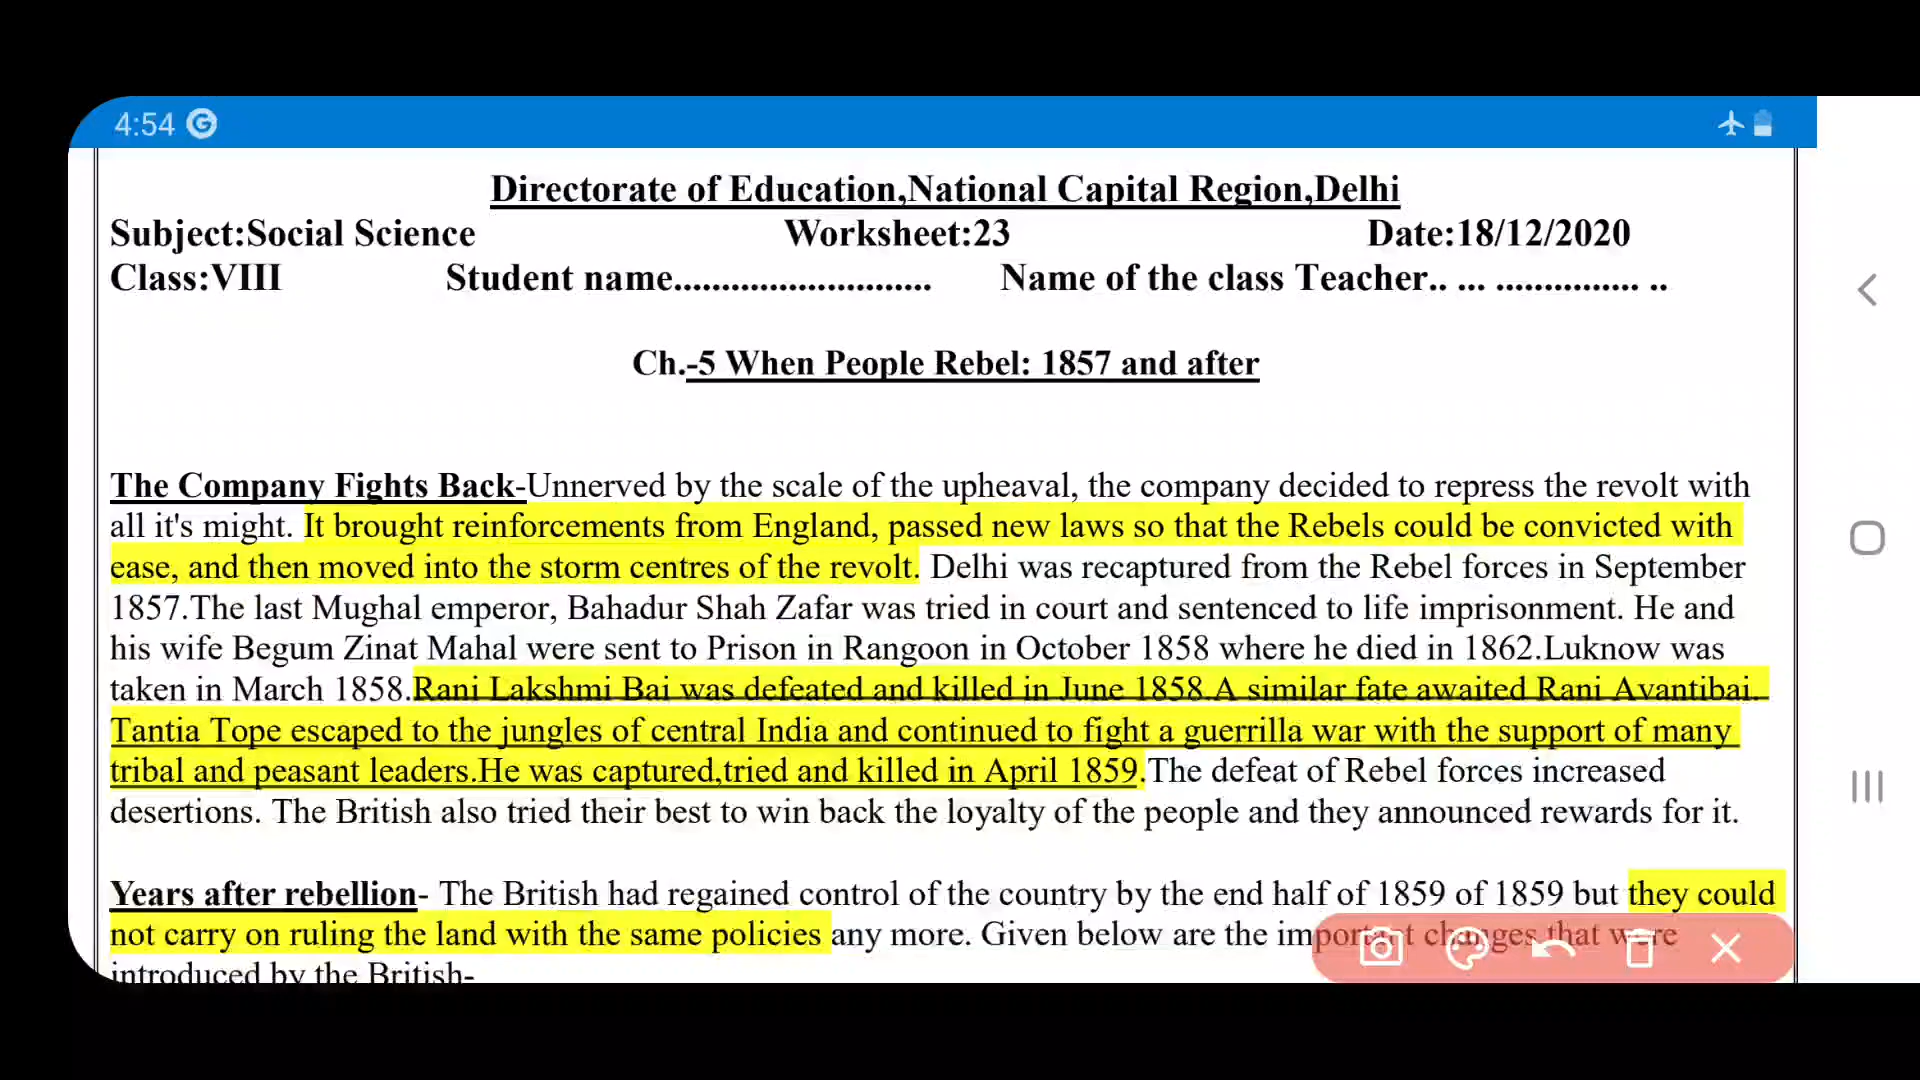 4:54
Directorate of Education,National Capital Region,Delhi
Subject:Social Science Worksheet:23 Date:18/12/2020
Class:VIII Student name.......................... Name of the class Teacher.. ... ............... ..
Ch.-5 When People Rebel: 1857 and after
The Company Fights Back-Unnerved by the scale of the upheaval, the company decided to repress the revolt with
all it's might. It brought reinforcements from England, passed new laws so that the Rebels could be convicted with
ease, and then moved into the storm centres of the revolt. Delhi was recaptured from the Rebel forces in September
1857.The last Mughal emperor, Bahadur Shah Zafar was tried in court and sentenced to life imprisonment. He and
his wife Begum Zinat Mahal were sent to Prison in Rangoon in October 1858 where he died in 1862.Luknow was
taken in March 1858.Rani Lakshmi Bai was defeated and killed in June 1858.A similar fate awaited Rani Avantibai.
Tantia Tope escaped to the jungles of central India and continued to fight a guerrilla war with the support of many
tribal and peasant leaders.He was captured,tried and killed in April 1859.The defeat of Rebel forces increased
desertions. The British also tried their best to win back the loyalty of the people and they announced rewards for it.
Years after rebellion- The British had regained control of the country by the end half of 1859 of 1859 but they could
not carry on ruling the land with the same policies any more. Given below are the important changes that were
introduced by the British-